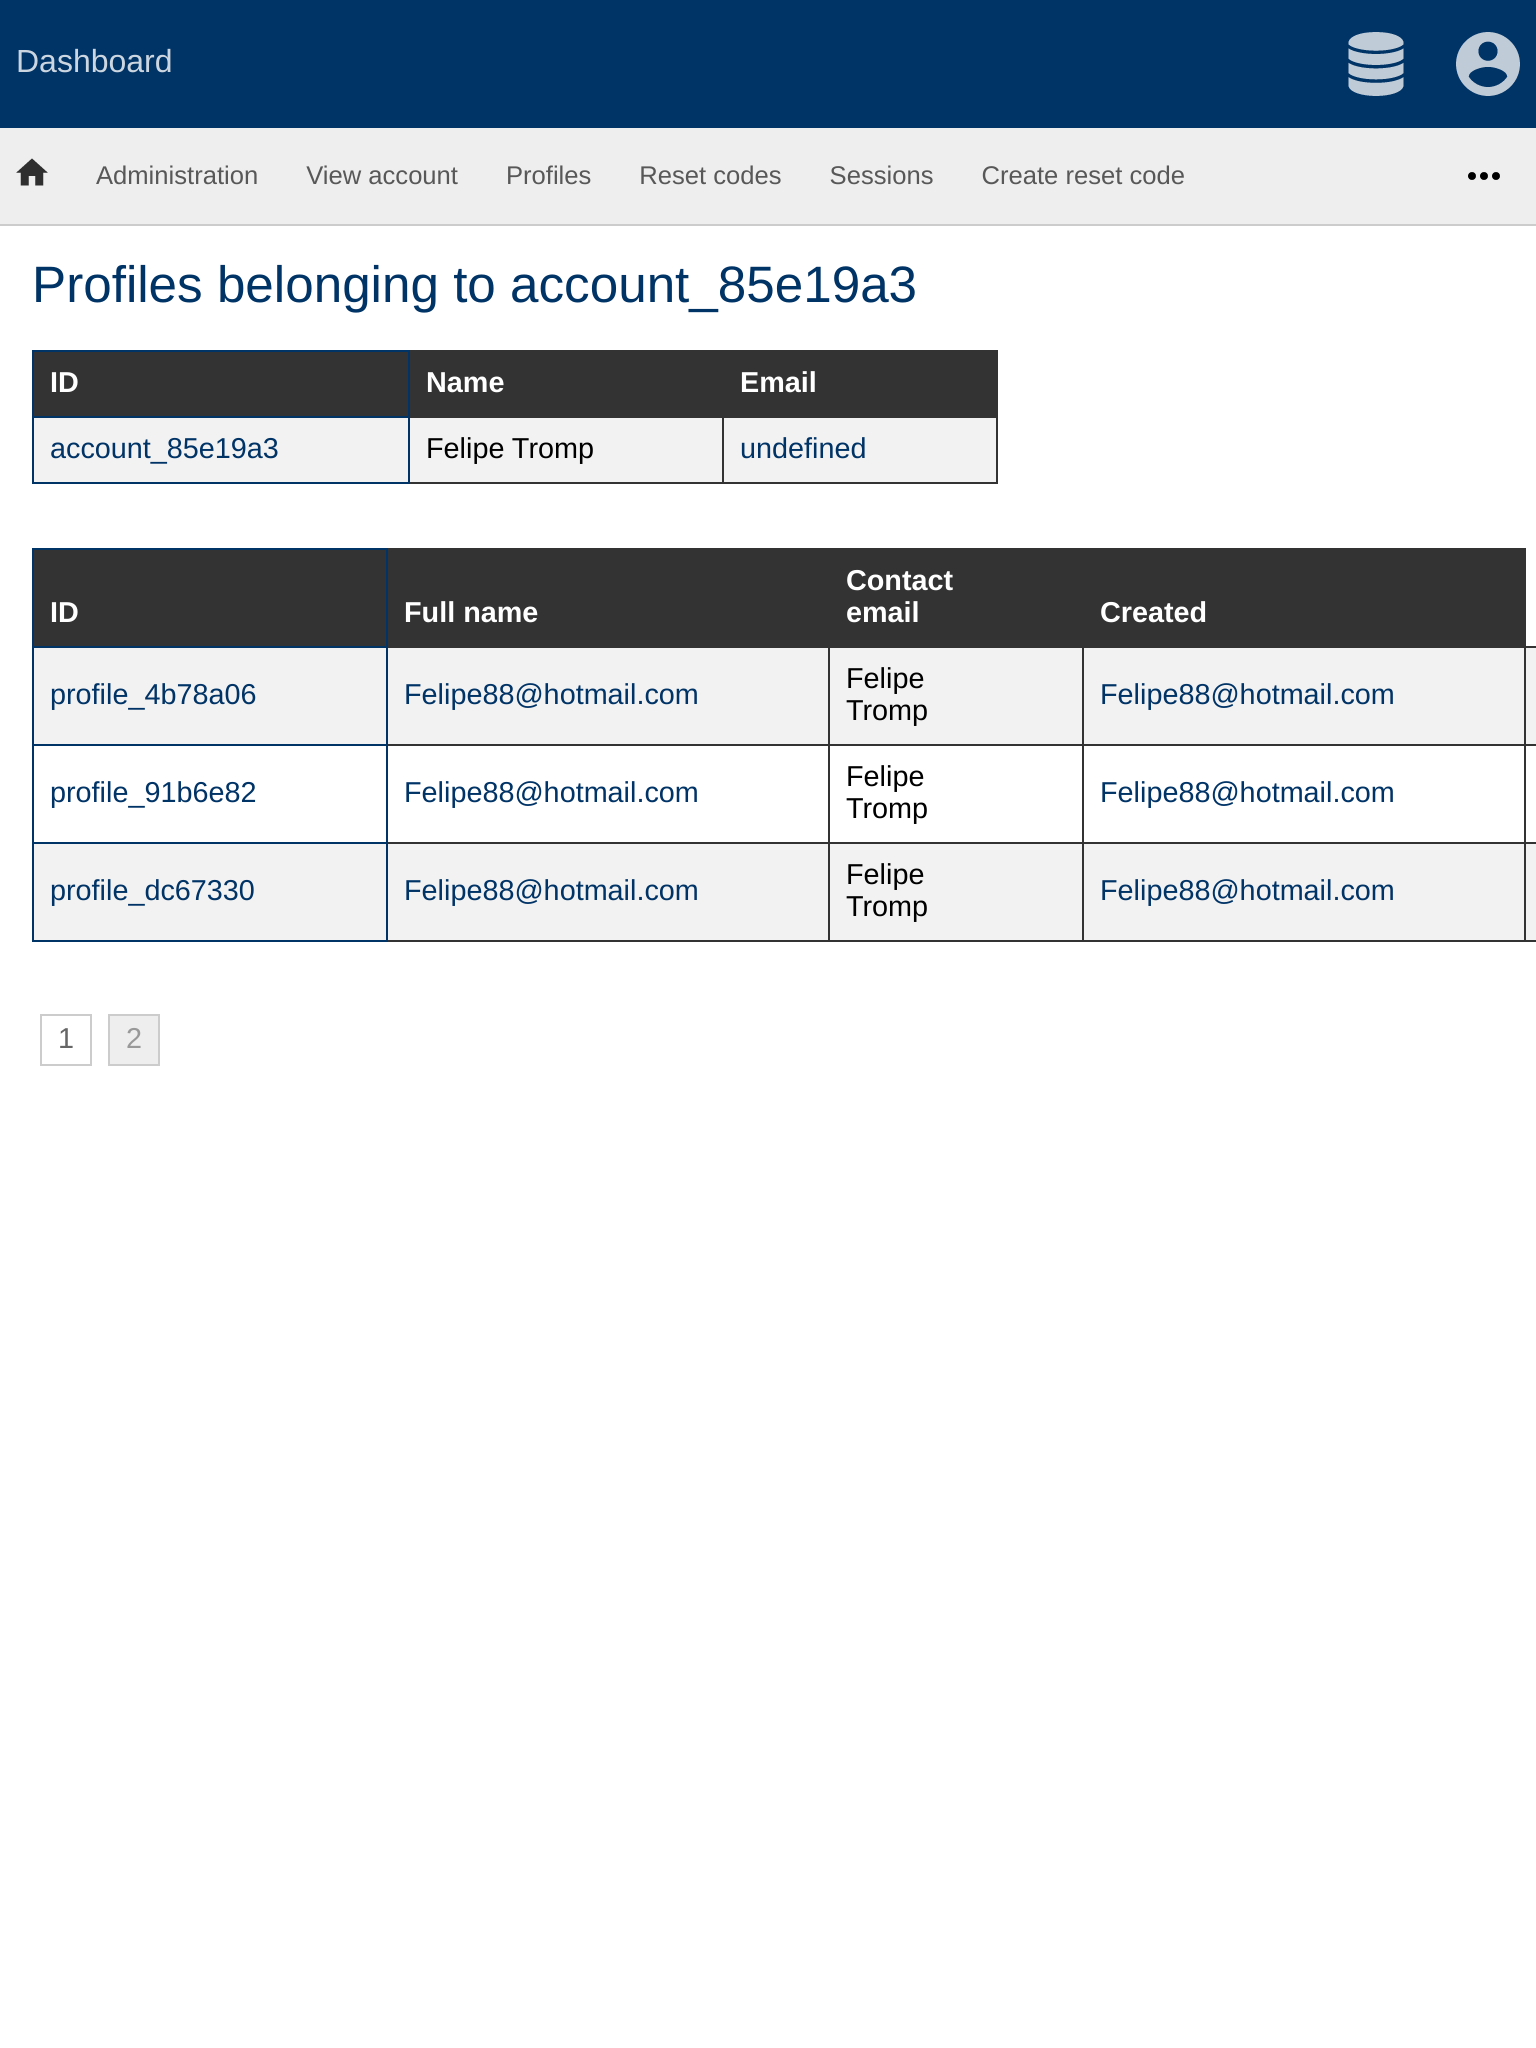 Dashboard
Administration View account Profiles Reset codes Sessions Create reset code
Profiles belonging to account_85e19a3
ID Name Email
account_85e19a3 Felipe Tromp undefined
ID Full name Contact email Created
profile_4b78a06 Felipe88@hotmail.com Felipe Tromp Felipe88@hotmail.com
profile_91b6e82 Felipe88@hotmail.com Felipe Tromp Felipe88@hotmail.com
profile_dc67330 Felipe88@hotmail.com Felipe Tromp Felipe88@hotmail.com
1 2